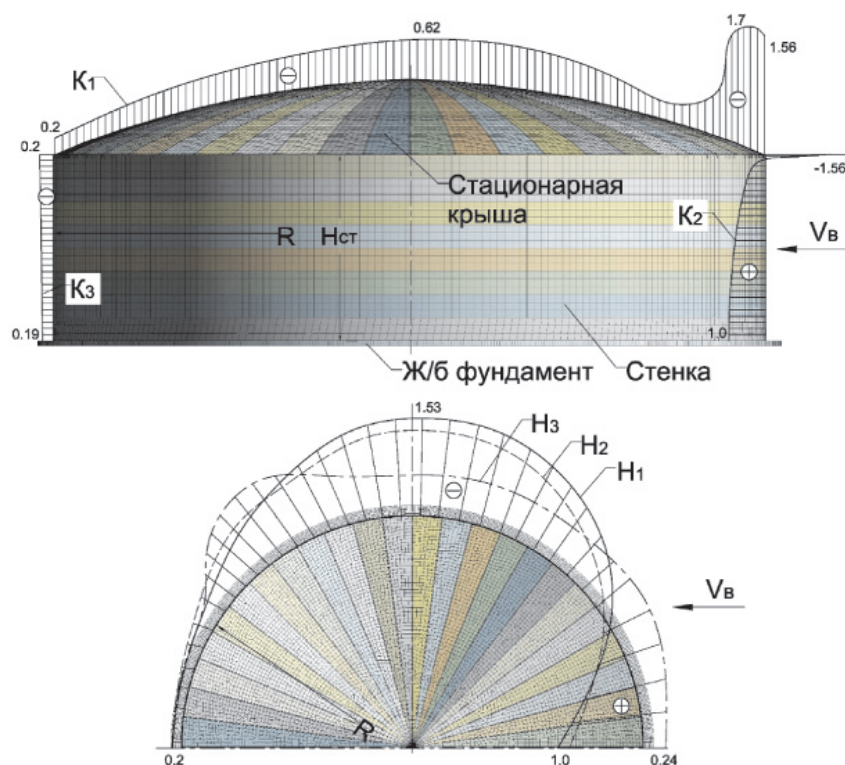 0.62
1.7
1.56
К1
0.2
0.2
-1.56
Стационарная
крыша
К2
Vв
R Hст
К3
0.19
1.0
Ж/б фундамент
Стенка
1.53
Н3
Н2
Н1
Vв
R
0.2
1.0
0.24